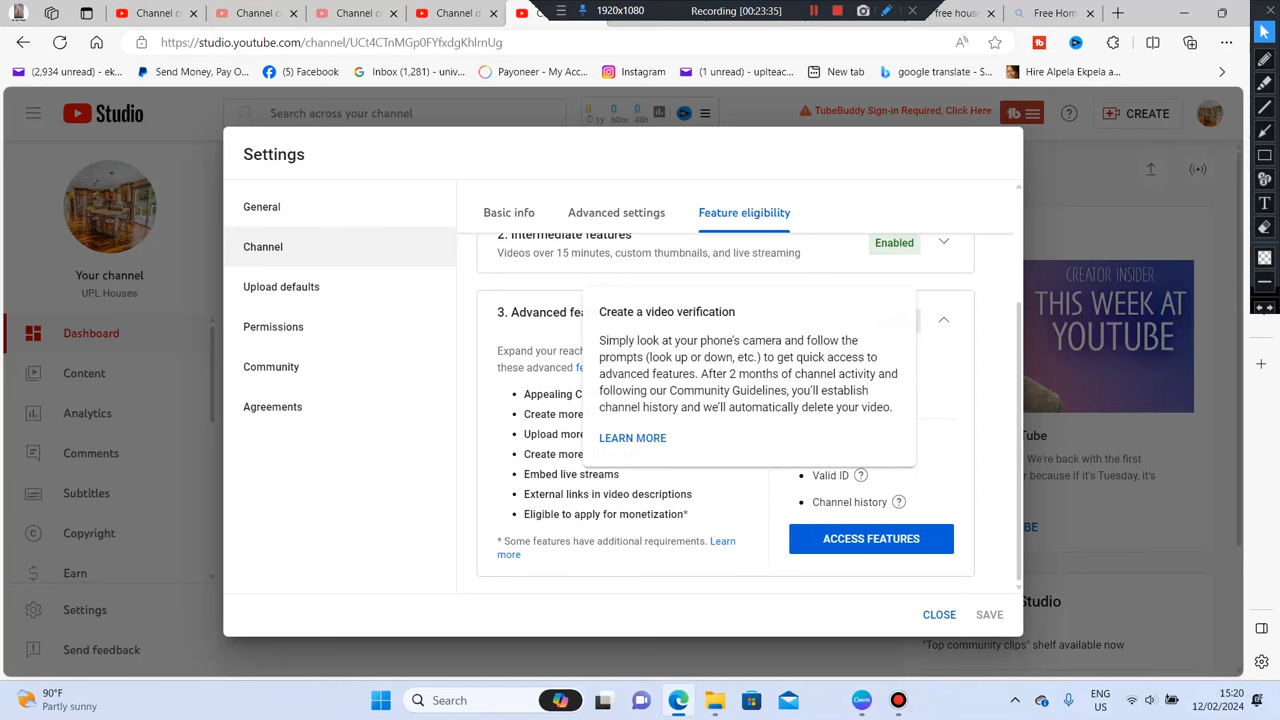 Channel c
Channel c
Channel d
1920x1080
Recording [00:23:35]
free house
Free Hom
https://studio.youtube.com/channel/UCt4CTnMGp0FYfxdgKhlrnUg
(2,934 unread) - ek...
Send Money, Pay O...
(5) Facebook
Inbox (1,281) - univ...
Payoneer – My Acco...
Instagram
(1 unread) - uplteac...
New tab
google translate - S...
Hire Alpela Ekpela a...
Studio
Search across your channel
0 0 0
1y 60m 48h
TubeBuddy Sign-in Required, Click Here
CREATE
Your channel
UPL Houses
Dashboard
Content
Analytics
Comments
Subtitles
Copyright
Earn
Settings
Send feedback
Settings
General
Channel
Upload defaults
Permissions
Community
Agreements
Basic info
Advanced settings
Feature eligibility
2. Intermediate features
Videos over 15 minutes, custom thumbnails, and live streaming
Enabled
3. Advanced fea
Expand your reach
these advanced fe
Appealing C
Create more
Upload more
Create more
Embed live streams
External links in video descriptions
Eligible to apply for monetization*
* Some features have additional requirements. Learn
more
Create a video verification
Simply look at your phone's camera and follow the
prompts (look up or down, etc.) to get quick access to
advanced features. After 2 months of channel activity and
following our Community Guidelines, you'll establish
channel history and we'll automatically delete your video.
LEARN MORE
Valid ID
Channel history
ACCESS FEATURES
CLOSE
SAVE
CREATOR INSIDER
THIS WEEK AT
YOUTUBE
Tube
We're back with the first
r because if it's Tuesday, it's
BE
Studio
"Top community clips" shelf available now
90°F
Partly sunny
Search
ENG
US
15:20
12/02/2024